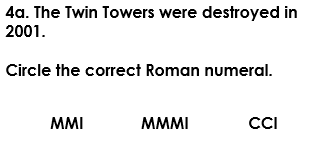 4a. The Twin Towers were destroyed in
2001.
Circle the correct Roman numeral.
MMI MMMI CCI